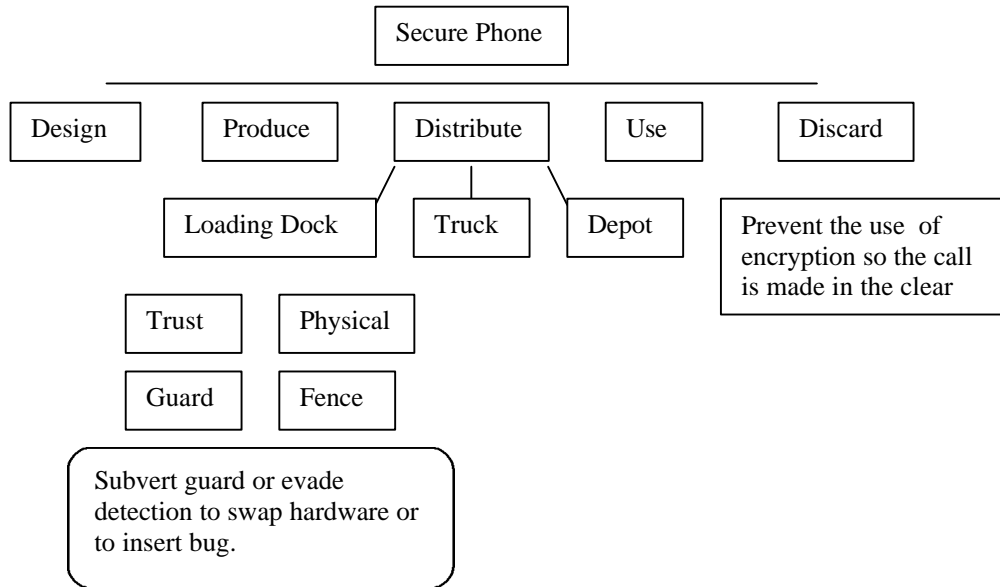 Secure Phone
Design
Produce
Distribute
Use
Discard
Loading Dock
Truck
Depot
Prevent the use of
encryption so the call
is made in the clear
Trust
Physical
Guard
Fence
Subvert guard or evade
detection to swap hardware or
to insert bug.